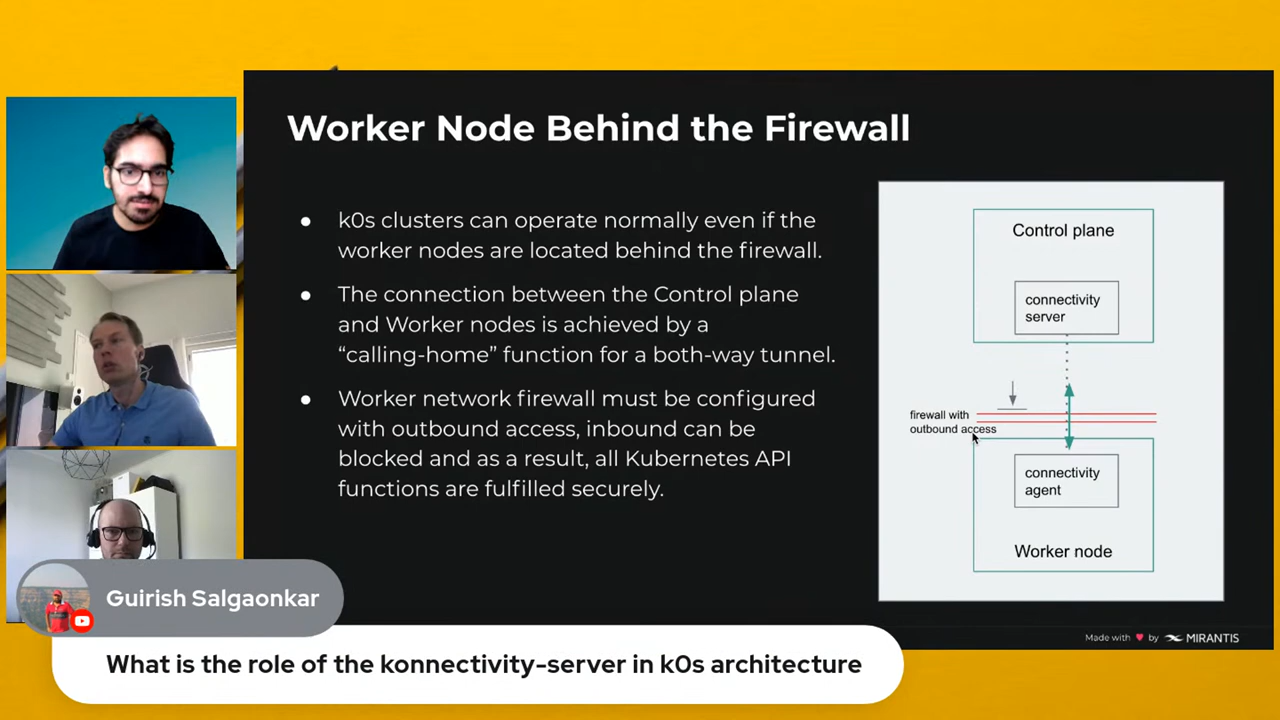 Worker Node Behind the Firewall
● k0s clusters can operate normally even if the
worker nodes are located behind the firewall.
● The connection between the Control plane
and Worker nodes is achieved by a
“calling-home” function for a both-way tunnel.
● Worker network firewall must be configured
with outbound access, inbound can be
blocked and as a result, all Kubernetes API
functions are fulfilled securely.
Control plane
connectivity
server
firewall with
outbound access
connectivity
agent
Worker node
Made with ♥ by MIRANTIS
Guirish Salgaonkar
What is the role of the konnectivity-server in k0s architecture